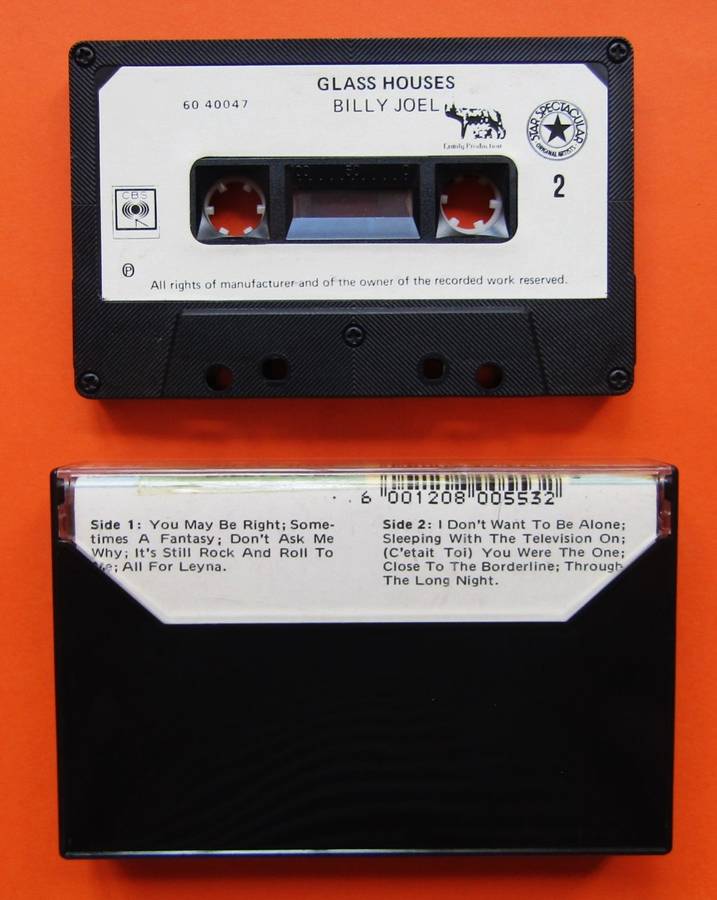 GLASS HOUSES
60 40047
BILLY JOEL
Family Production
STAR SPECTACULAR
ORIGINAL ARTISTS
CBS
2
100 50 0
Ⓟ All rights of manufacturer and of the owner of the recorded work reserved.
6 001208 005532
Side 1: You May Be Right; Some-
times A Fantasy; Don't Ask Me
Why; It's Still Rock And Roll To
Me; All For Leyna.
Side 2: I Don't Want To Be Alone;
Sleeping With The Television On;
(C'etait Toi) You Were The One;
Close To The Borderline; Through
The Long Night.